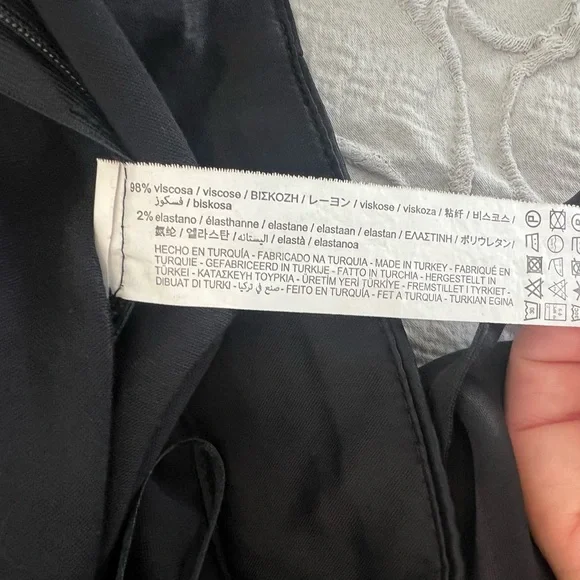 98% viscosa / viscose / ΒΙΣΚΟΖΗ / レーヨン / viskose / viskoza / 粘纤 / 비스코스 /
فسكوز / biskosa
2% elastano / élasthanne / elastane / elastaan / elastan / ΕΛΑΣΤΙΝΗ / ポリウレタン/
氨纶 / 엘라스탄 / الیستان / elastà / elastanoa
HECHO EN TURQUÍA - FABRICADO NA TURQUIA - MADE IN TURKEY - FABRIQUÉ EN
TURQUIE - GEFABRICEERD IN TURKIJE - FATTO IN TURCHIA - HERGESTELLT IN
TÜRKEI - ΚΑΤΑΣΚΕΥΗ ΤΟΥΡΚΙΑ - ÜRETİM YERİ TÜRKİYE - FREMSTILLET I TYRKIET -
DIBUAT DI TURKI - صنع في تركيا - FEITO EN TURQUÍA - FET A TURQUIA - TURKIAN EGINA